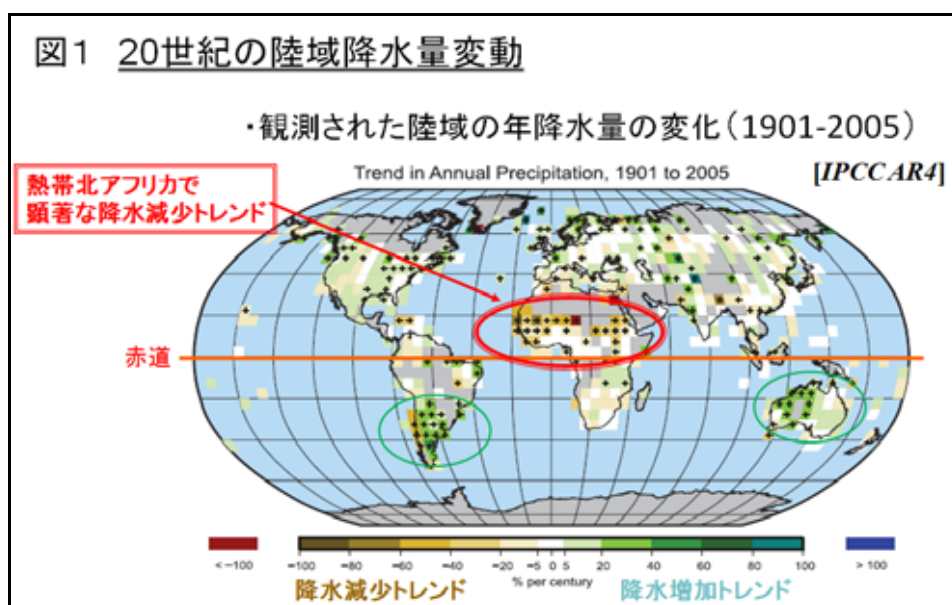 図１ 20世紀の陸域降水量変動
・観測された陸域の年降水量の変化（1901-2005）
Trend in Annual Precipitation, 1901 to 2005
[IPCC AR4]
熱帯北アフリカで
顕著な降水減少トレンド
赤道
< −100
−100 −80 −60 −40 −20 −5 0 5 20 40 60 80 100
> 100
% per century
降水減少トレンド
降水増加トレンド